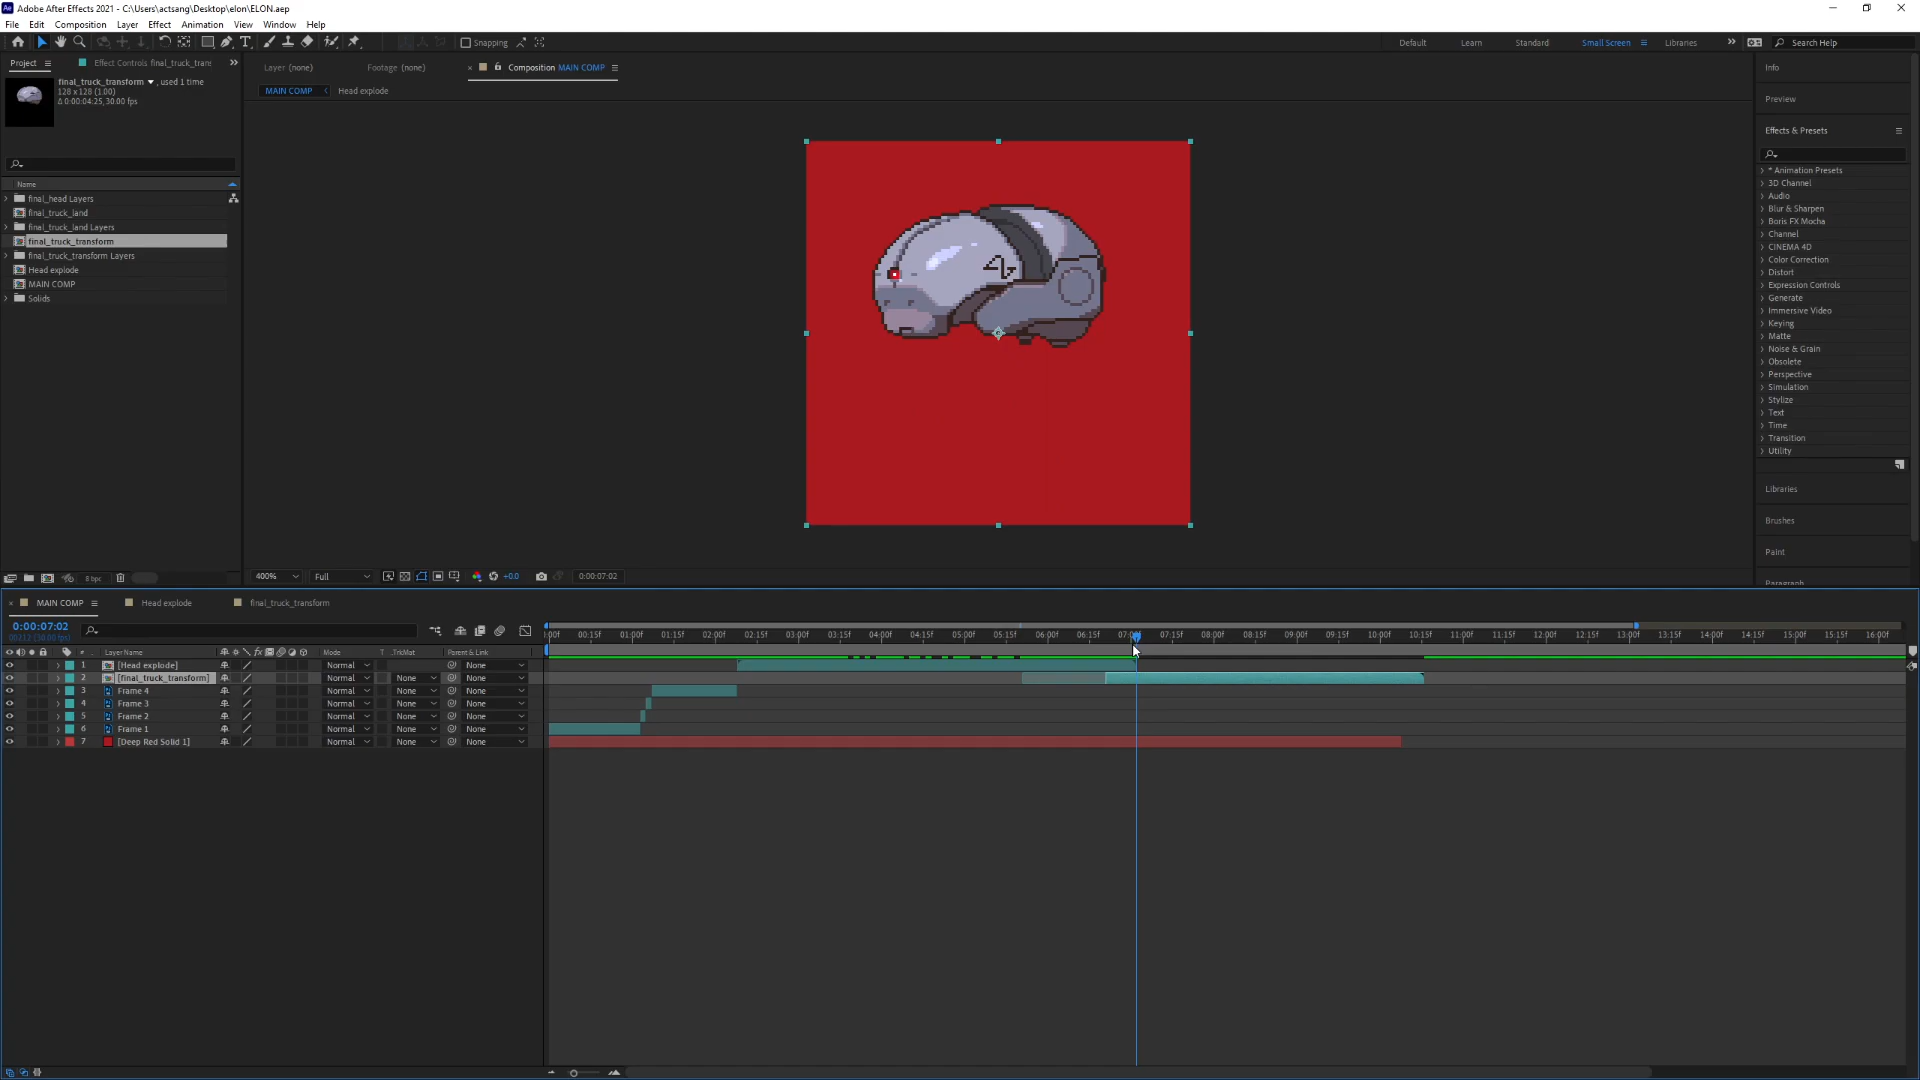 Adobe After Effects 2021 - C:\Users\actsang\Desktop\elon\ELON.aep
File Edit Composition Layer Effect Animation View Window Help
Snapping
Default Learn Standard Small Screen Libraries Search Help
Project Effect Controls final_truck_tran
Layer (none) Footage (none) Composition MAIN COMP
MAIN COMP Head explode
final_truck_transform , used 1 time
128 x 128 (1.00)
Δ 0:00:04:25, 30.00 fps
Name
final_head Layers
final_truck_land
final_truck_land Layers
final_truck_transform
final_truck_transform Layers
Head explode
MAIN COMP
Solids
8 bpc
400% Full +0.0 0:00:07:02
Info
Preview
Effects & Presets
* Animation Presets
3D Channel
Audio
Blur & Sharpen
Boris FX Mocha
Channel
CINEMA 4D
Color Correction
Distort
Expression Controls
Generate
Immersive Video
Keying
Matte
Noise & Grain
Obsolete
Perspective
Simulation
Stylize
Text
Time
Transition
Utility
Libraries
Brushes
Paint
Paragraph
MAIN COMP Head explode final_truck_transform
0:00:07:02
00212 (30.00 fps)
:00f 00:15f 01:00f 01:15f 02:00f 02:15f 03:00f 03:15f 04:00f 04:15f 05:00f 05:15f 06:00f 06:15f 07:00f 07:15f 08:00f 08:15f 09:00f 09:15f 10:00f 10:15f 11:00f 11:15f 12:00f 12:15f 13:00f 13:15f 14:00f 14:15f 15:00f 15:15f 16:00f
# Layer Name fx Mode T .TrkMat Parent & Link
1 [Head explode] Normal None
2 [final_truck_transform] Normal None None
3 Frame 4 Normal None None
4 Frame 3 Normal None None
5 Frame 2 Normal None None
6 Frame 1 Normal None None
7 [Deep Red Solid 1] Normal None None